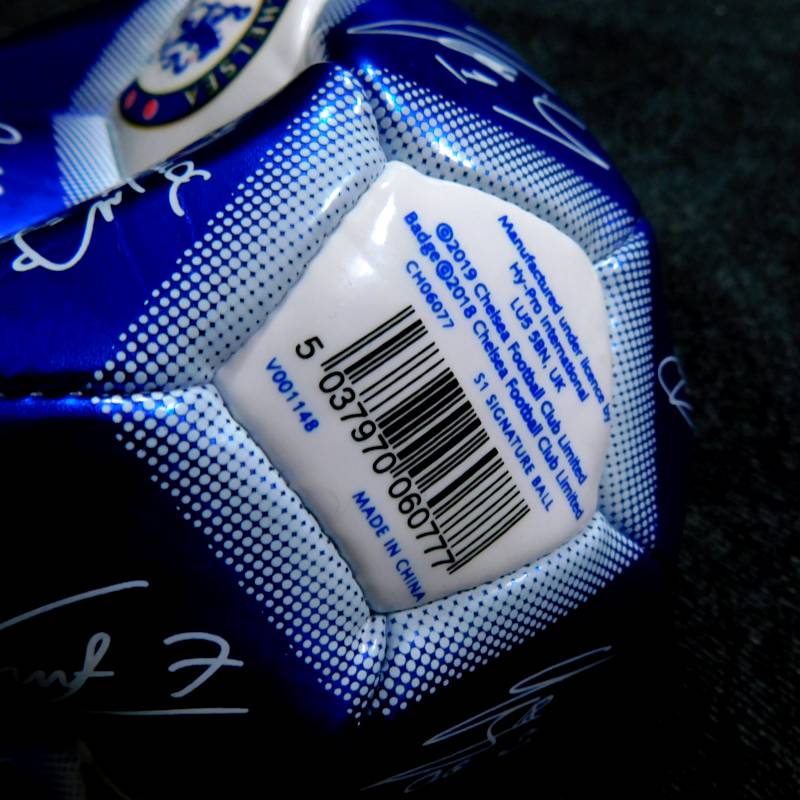 CHELSEA
Manufactured under licence by
Hy-Pro International
LU5 5BN UK
©2019 Chelsea Football Club Limited
Badge©2018 Chelsea Football Club Limited
CH06077
S1 SIGNATURE BALL
5 037970 060777
V001148
MADE IN CHINA